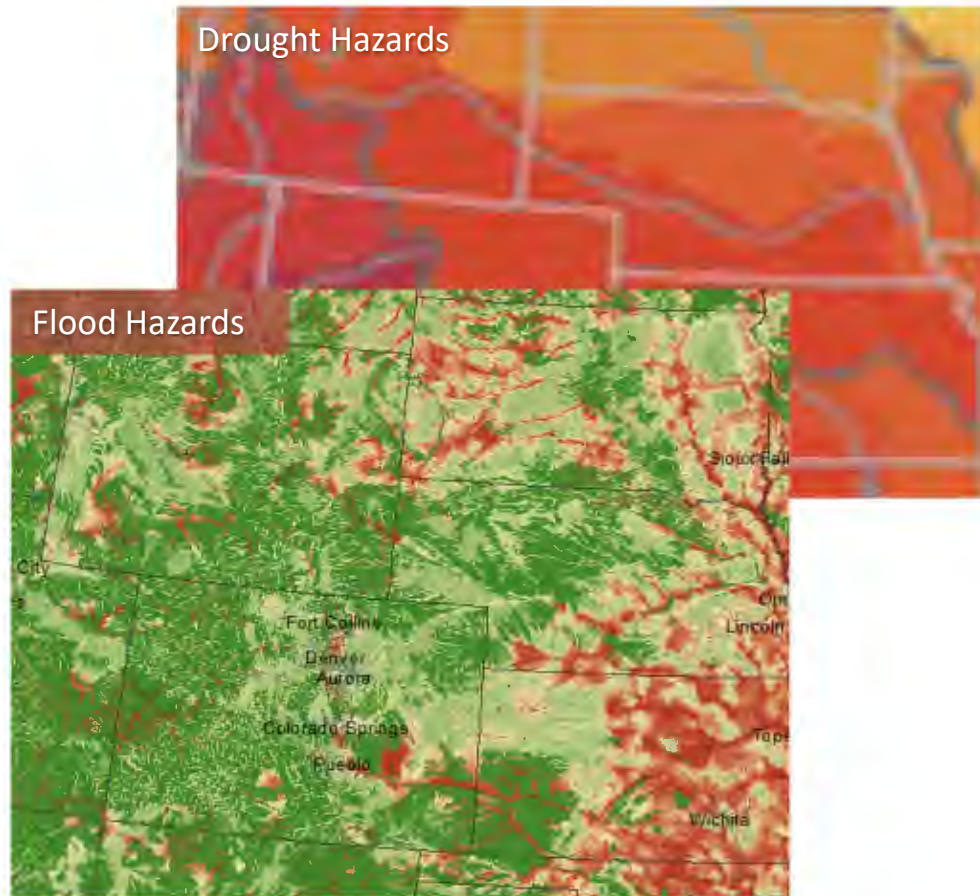 Drought Hazards
Flood Hazards
City
Fort Collins
Lincoln
Denver
Aurora
Colorado Springs
Pueblo
Wichita